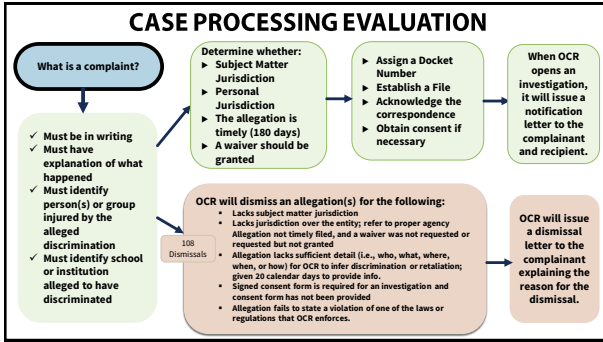 CASE PROCESSING EVALUATION
What is a complaint?
✓ Must be in writing
✓ Must have
explanation of what
happened
✓ Must identify
person(s) or group
injured by the
alleged
discrimination
✓ Must identify school
or institution
alleged to have
discriminated
Determine whether:
▶ Subject Matter
Jurisdiction
▶ Personal
Jurisdiction
▶ The allegation is
timely (180 days)
▶ A waiver should be
granted
▶ Assign a Docket
Number
▶ Establish a File
▶ Acknowledge the
correspondence
▶ Obtain consent if
necessary
When OCR
opens an
investigation,
it will issue a
notification
letter to the
complainant
and recipient.
108
Dismissals
OCR will dismiss an allegation(s) for the following:
▪ Lacks subject matter jurisdiction
▪ Lacks jurisdiction over the entity; refer to proper agency
Allegation not timely filed, and a waiver was not requested or
requested but not granted
▪ Allegation lacks sufficient detail (i.e., who, what, where,
when, or how) for OCR to infer discrimination or retaliation;
given 20 calendar days to provide info.
▪ Signed consent form is required for an investigation and
consent form has not been provided
▪ Allegation fails to state a violation of one of the laws or
regulations that OCR enforces.
OCR will issue
a dismissal
letter to the
complainant
explaining the
reason for the
dismissal.